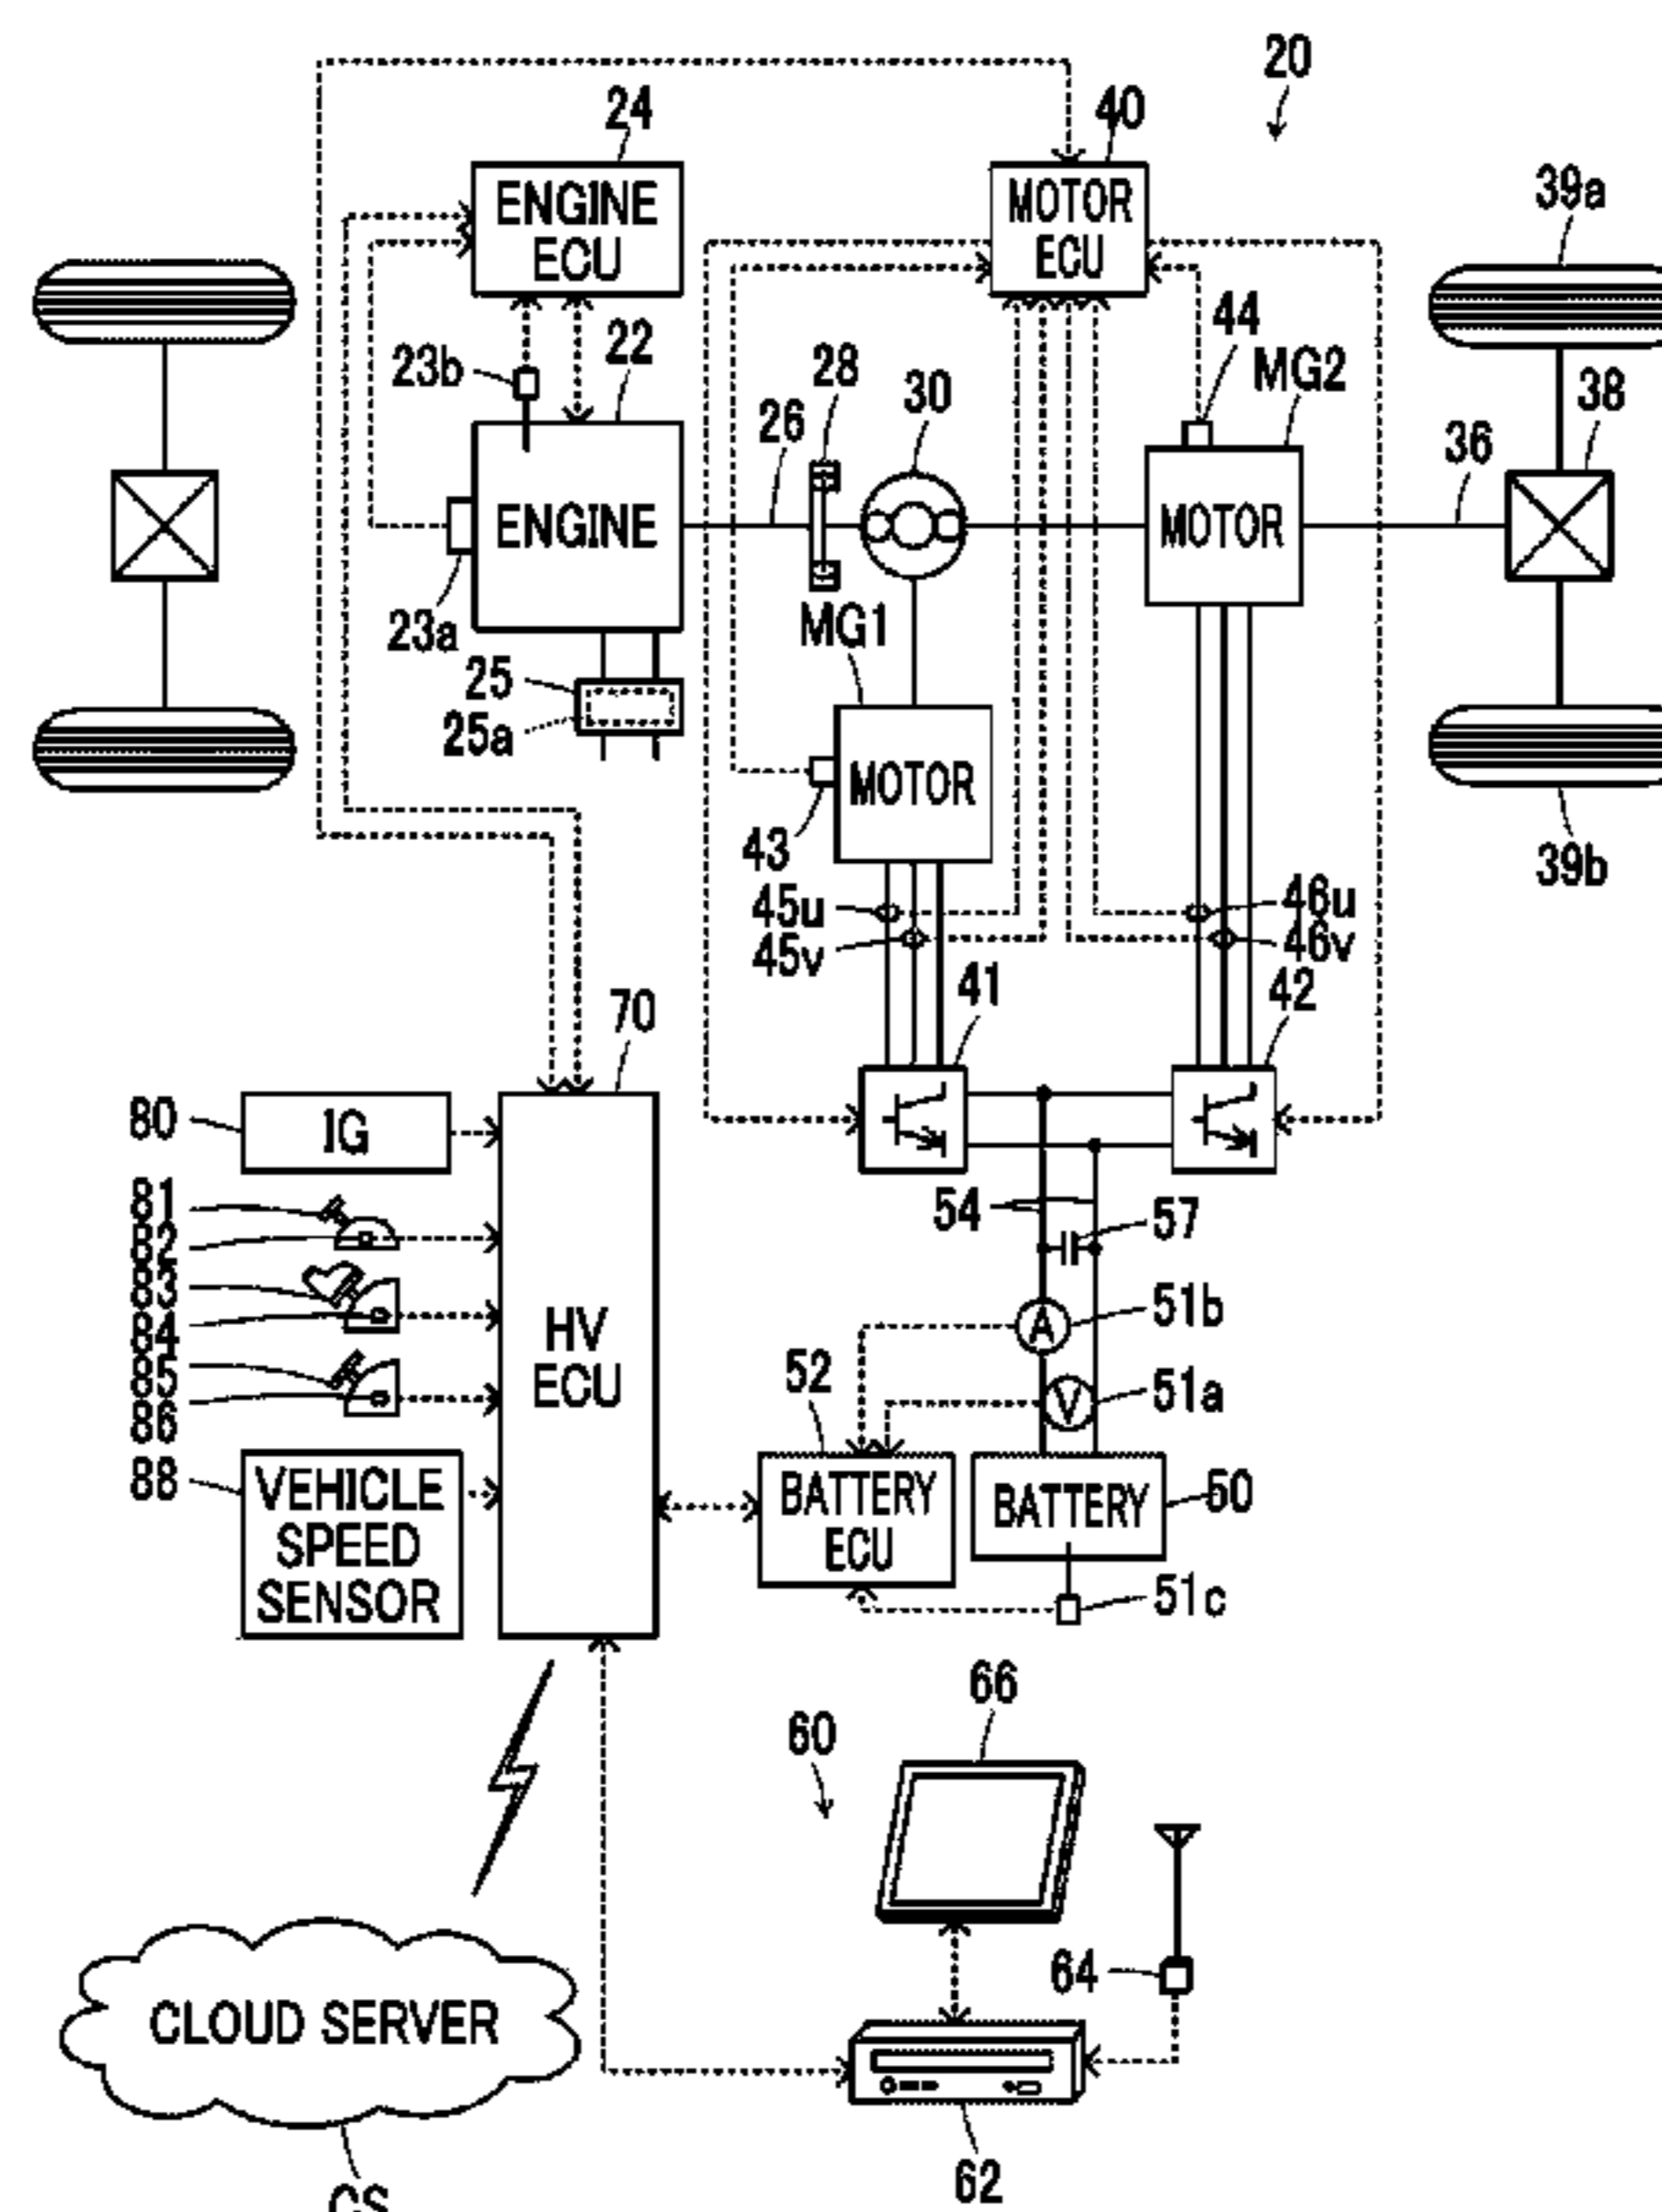 20
24
40
ENGINE
ECU
MOTOR
ECU
39a
44
MG2
23b
22
28
30
26
38
36
ENGINE
MOTOR
23a
MG1
25
25a
MOTOR
43
39b
45u
46u
45v
46v
41
42
70
80
IG
81
82
83
84
85
86
54
57
HV
ECU
51b
52
51a
88
VEHICLE
SPEED
SENSOR
BATTERY
ECU
BATTERY
50
51c
66
60
64
CLOUD SERVER
62
CS